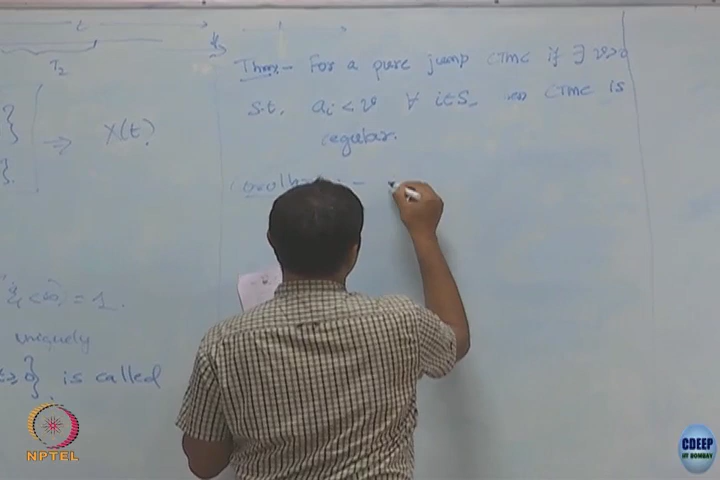 t
T₂
}
}.
⇒ X(t).
< ∞ = 1.
uniquely
} is called
Thm:- For a pure jump CTMC if ∃ ν>0
s.t. aᵢ < ν ∀ i∈S, then CTMC is
regular.
NPTEL
CDEEP
IIT BOMBAY